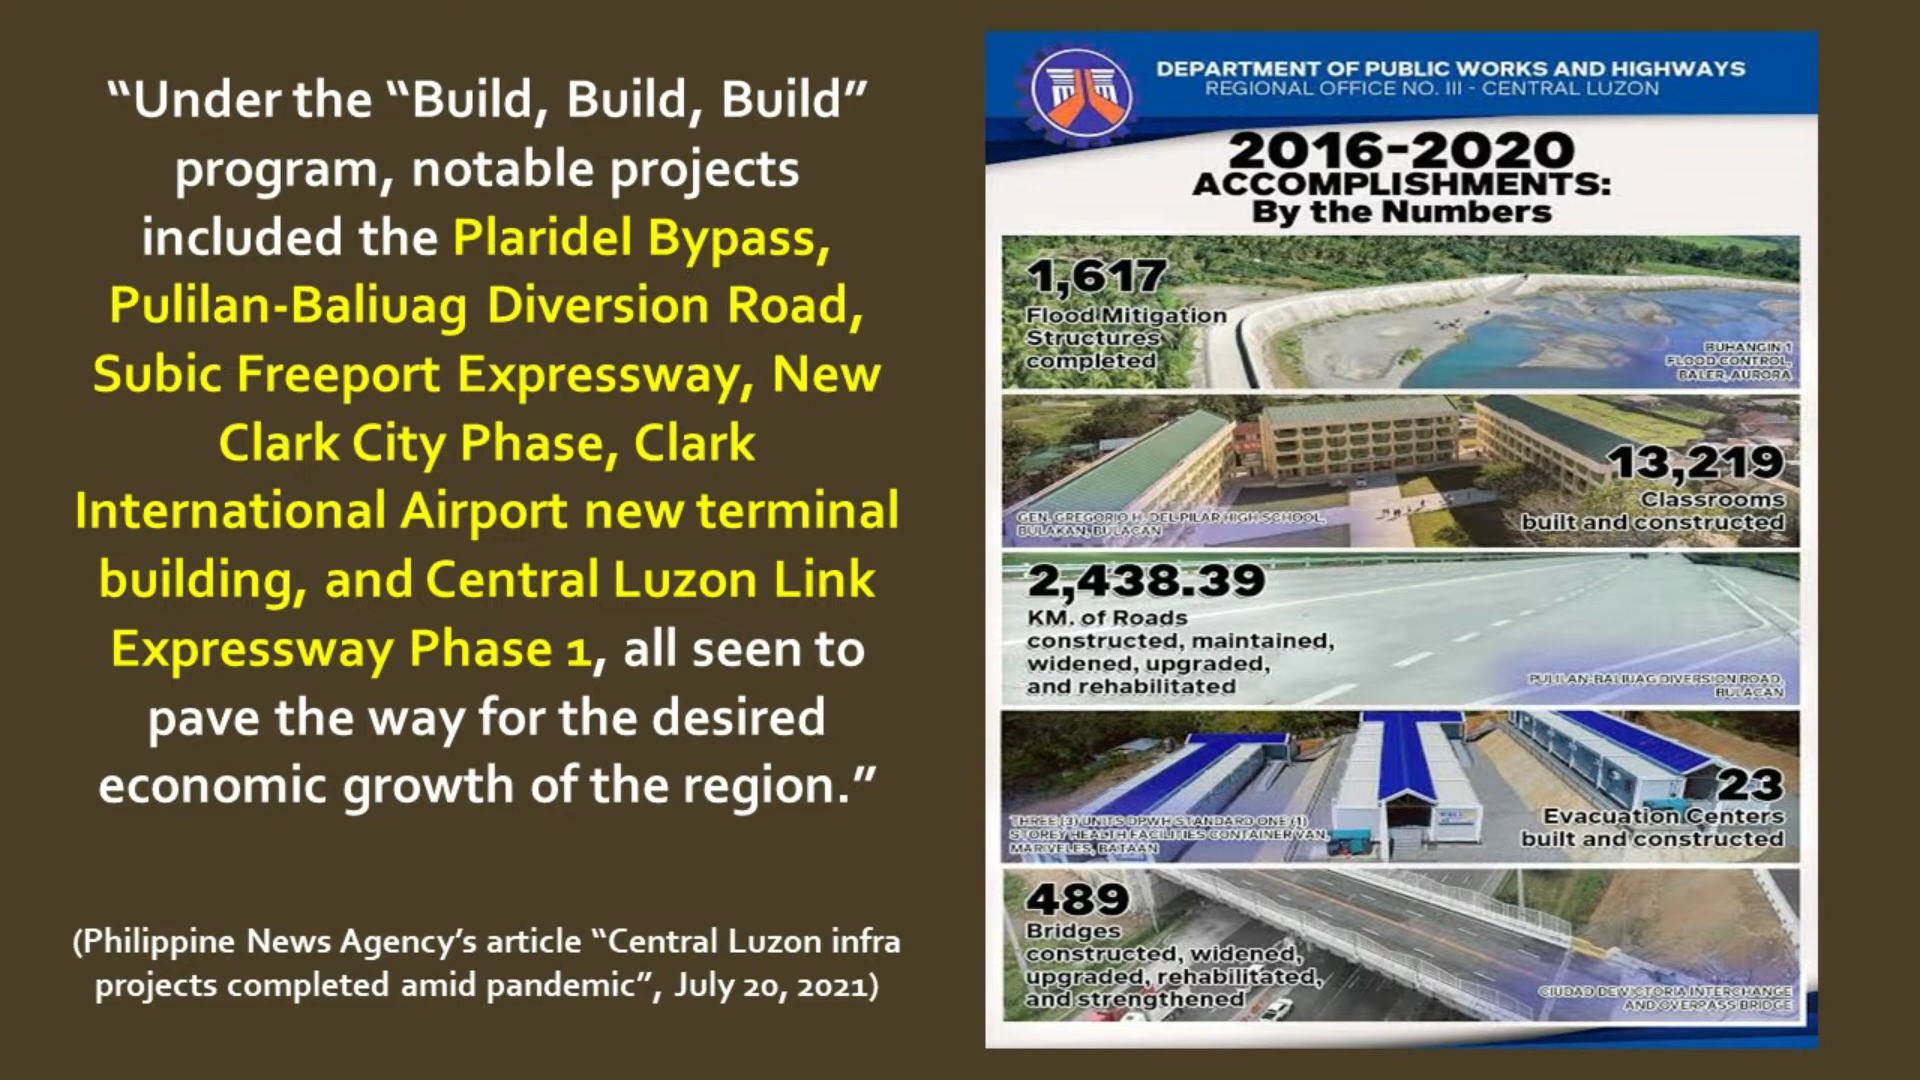 “Under the “Build, Build, Build”
program, notable projects
included the Plaridel Bypass,
Pulilan-Baliuag Diversion Road,
Subic Freeport Expressway, New
Clark City Phase, Clark
International Airport new terminal
building, and Central Luzon Link
Expressway Phase 1, all seen to
pave the way for the desired
economic growth of the region.”
(Philippine News Agency’s article “Central Luzon infra
projects completed amid pandemic”, July 20, 2021)
DEPARTMENT OF PUBLIC WORKS AND HIGHWAYS
REGIONAL OFFICE NO. III - CENTRAL LUZON
2016-2020
ACCOMPLISHMENTS:
By the Numbers
1,617
Flood Mitigation
Structures
completed
BUHANGIN 1
FLOOD CONTROL,
BALER, AURORA
13,219
Classrooms
built and constructed
GEN. GREGORIO H. DEL PILAR HIGH SCHOOL,
BULAKAN, BULACAN
2,438.39
KM. of Roads
constructed, maintained,
widened, upgraded,
and rehabilitated
PULILAN-BALIUAG DIVERSION ROAD,
BULACAN
23
Evacuation Centers
built and constructed
THREE (3) UNITS DPWH STANDARD ONE (1)
STOREY HEALTH FACILITIES CONTAINER VAN,
MARIVELES, BATAAN
489
Bridges
constructed, widened,
upgraded, rehabilitated,
and strengthened
CIUDAD DE VICTORIA INTERCHANGE
AND OVERPASS BRIDGE